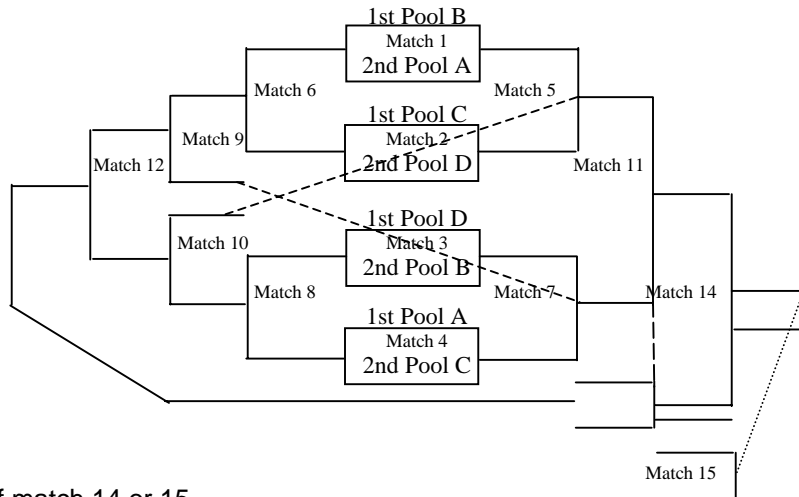 1st Pool B
Match 1
2nd Pool A
Match 6
Match 5
1st Pool C
Match 2
2nd Pool D
Match 9
Match 12
Match 11
1st Pool D
Match 3
2nd Pool B
Match 10
Match 8
Match 7
Match 14
1st Pool A
Match 4
2nd Pool C
Match 15
match 14 or 15